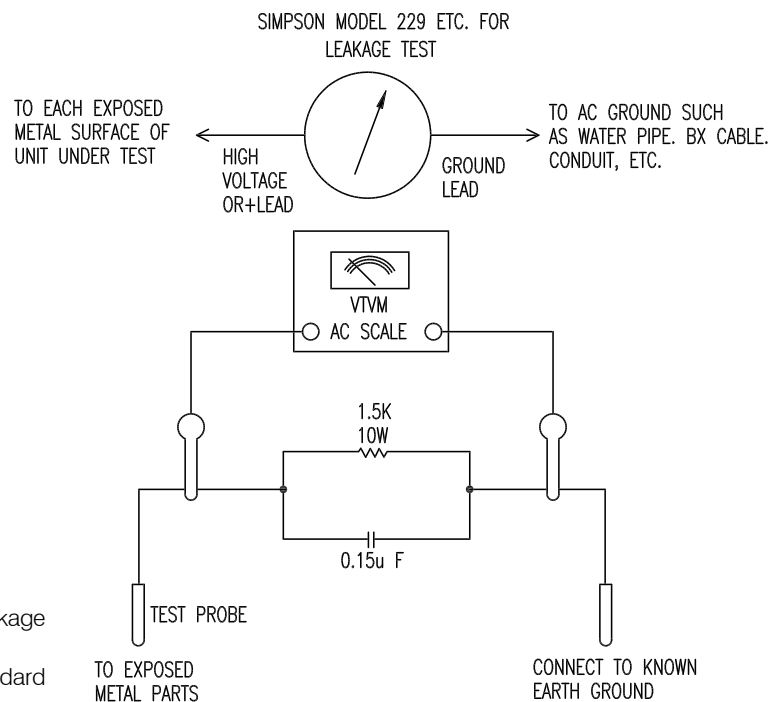 SIMPSON MODEL 229 ETC. FOR
LEAKAGE TEST
TO EACH EXPOSED
METAL SURFACE OF
UNIT UNDER TEST
HIGH
VOLTAGE
OR+LEAD
GROUND
LEAD
TO AC GROUND SUCH
AS WATER PIPE. BX CABLE.
CONDUIT, ETC.
VTVM
AC SCALE
1.5K
10W
0.15u F
kage
TEST PROBE
dard
TO EXPOSED
METAL PARTS
CONNECT TO KNOWN
EARTH GROUND